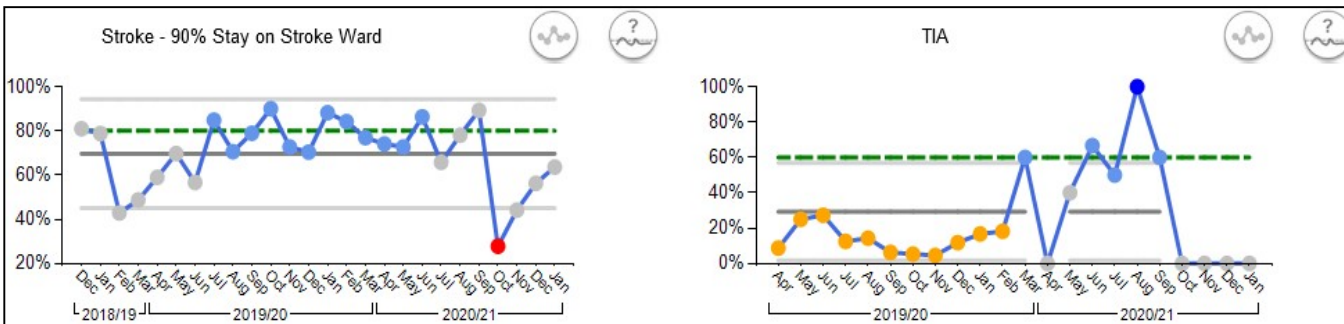 Stroke - 90% Stay on Stroke Ward
?
100%
80%
60%
40%
20%
Dec Jan Feb Mar Apr May Jun Jul Aug Sep Oct Nov Dec Jan Feb Mar Apr May Jun Jul Aug Sep Oct Nov Dec Jan
2018/19 2019/20 2020/21
TIA
?
100%
80%
60%
40%
20%
0%
Apr May Jun Jul Aug Sep Oct Nov Dec Jan Feb Mar Apr May Jun Jul Aug Sep Oct Nov Dec Jan
2019/20 2020/21